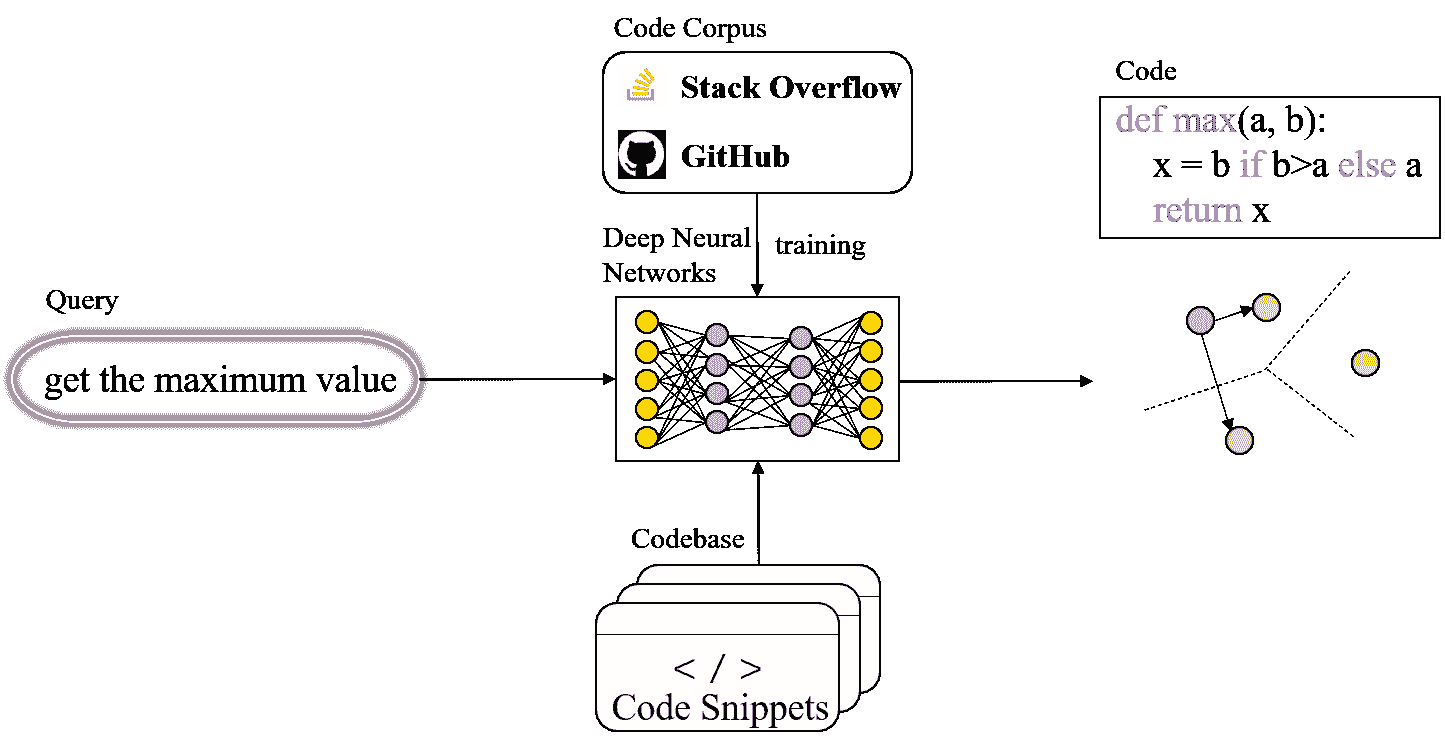 Code Corpus
Stack Overflow
GitHub
Code
def max(a, b):
x = b if b>a else a
return x
Deep Neural
Networks
training
Query
get the maximum value
Codebase
< / >
Code Snippets